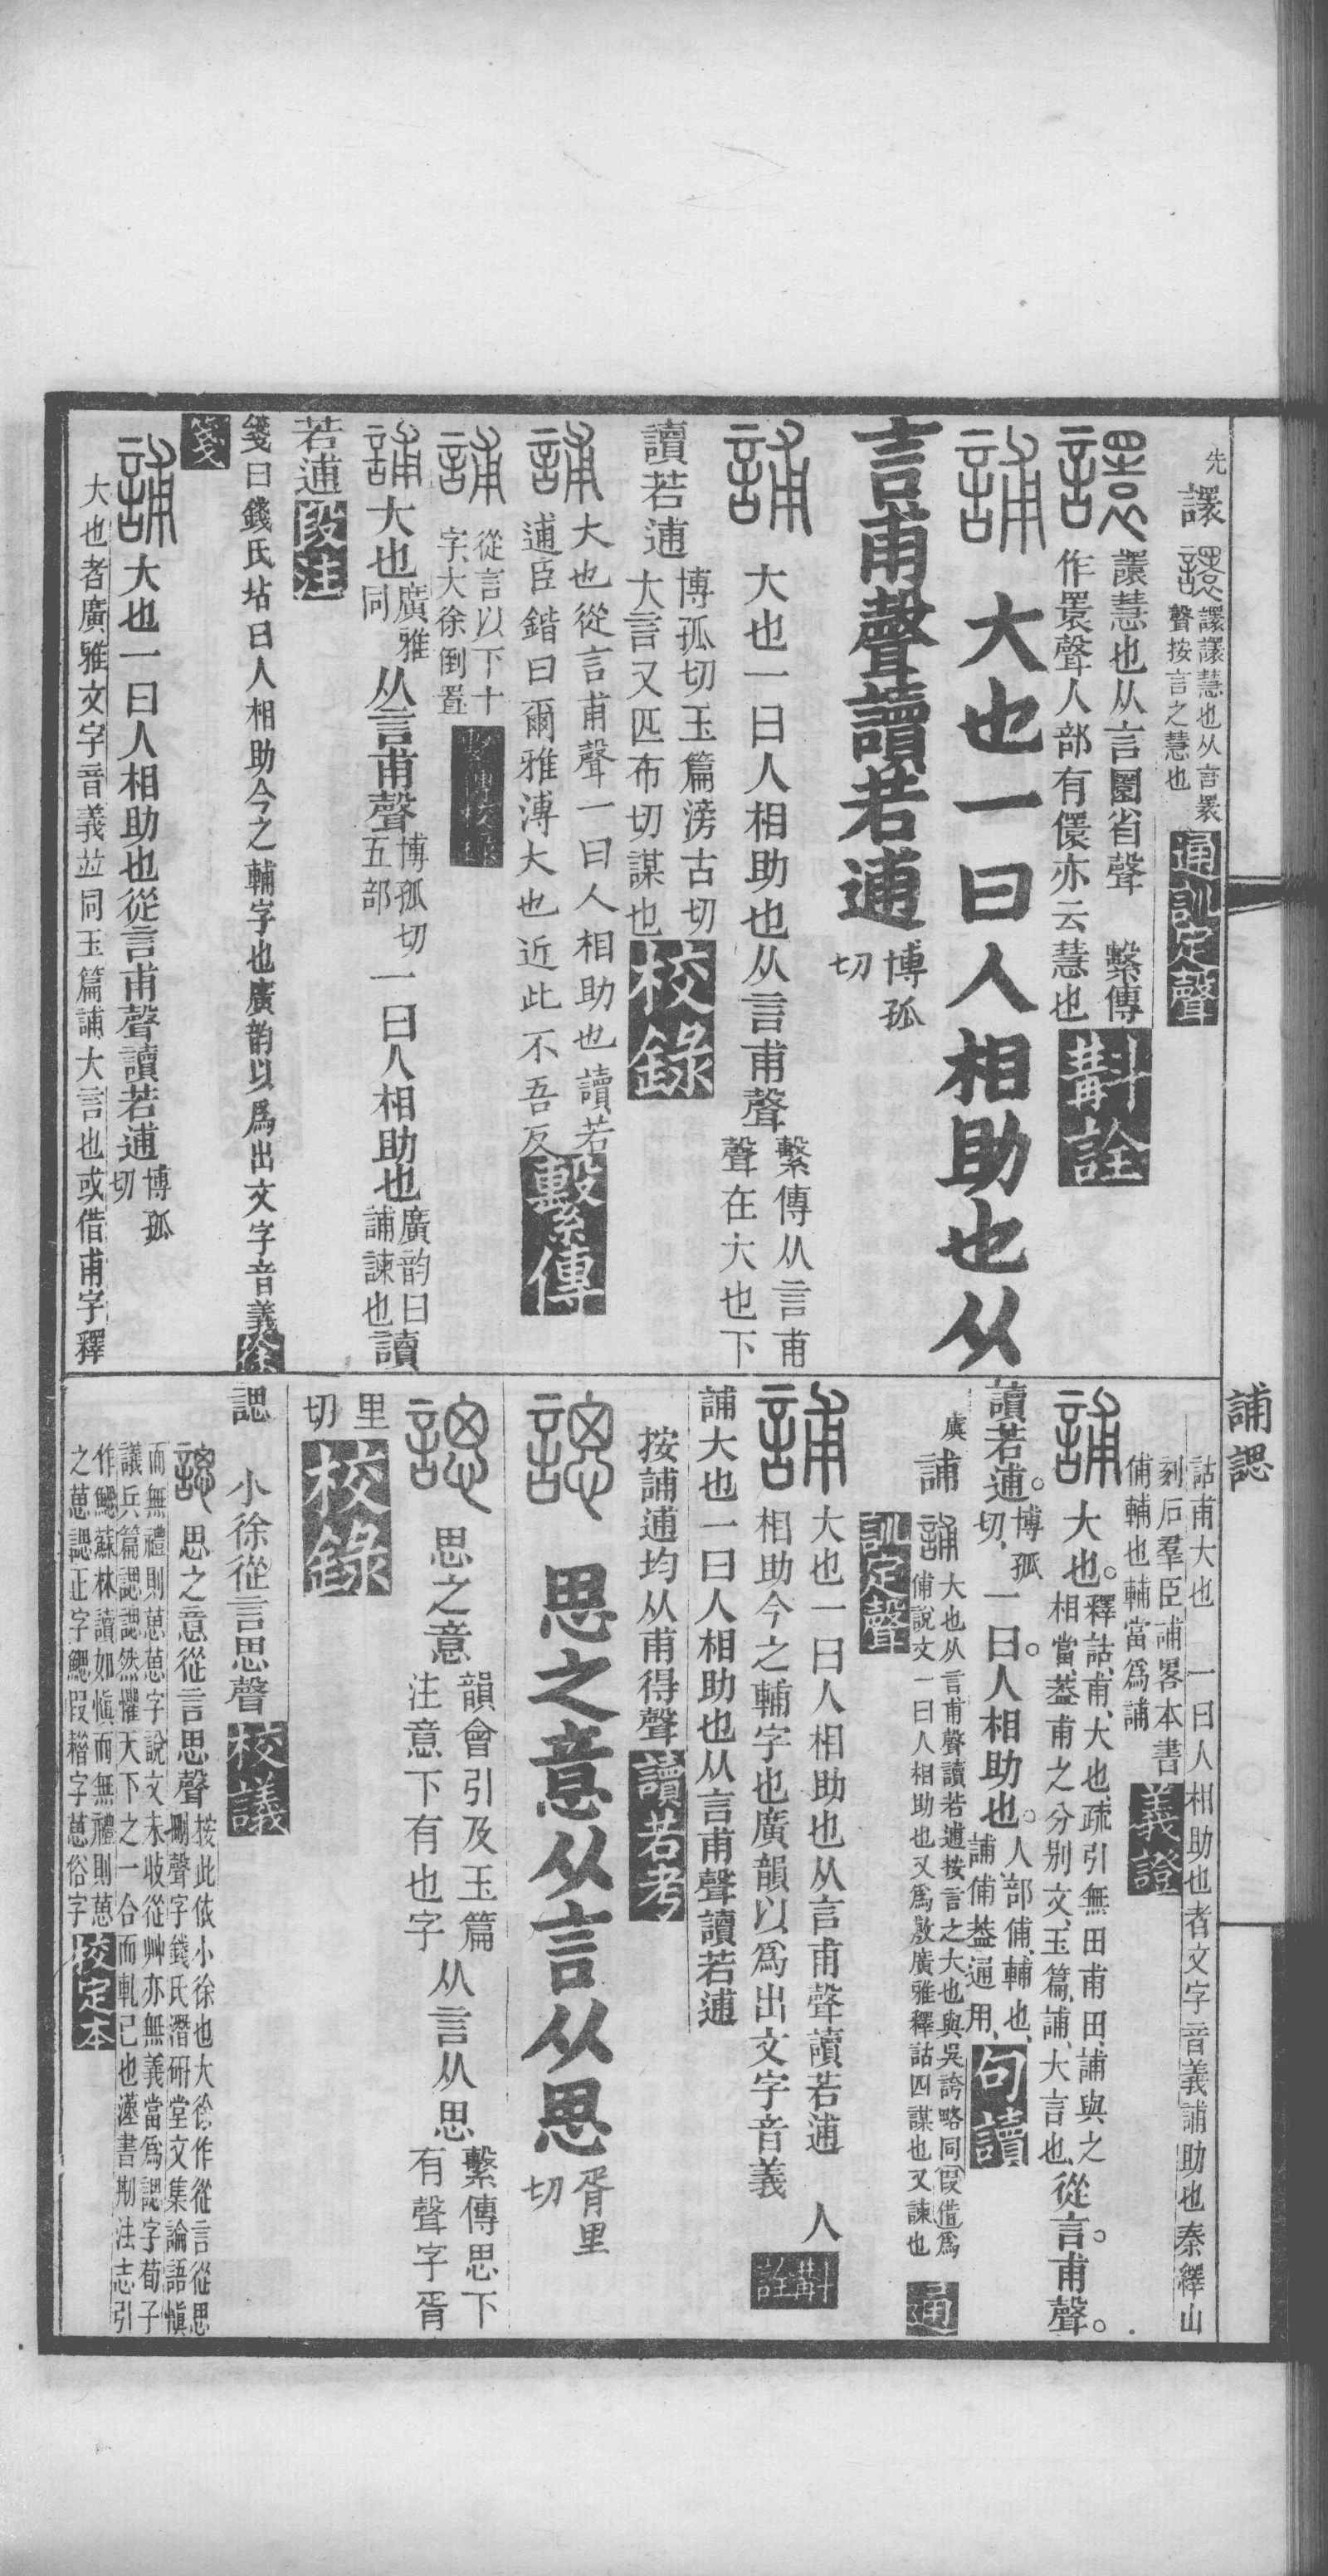 先
譞
譞譞慧也从言睘
聲按言之慧也
通訓定聲
譞慧也从言圜省聲　繫傳
作睘聲人部有儇亦云慧也
斠詮
誧　大也一曰人相助也从
言甫聲讀若逋
博孤
切
誧　大也一曰人相助也从言甫聲
繫傳从言甫
聲在大也下
讀若逋
博孤切玉篇滂古切
大言又匹布切謀也
校錄
誧
大也從言甫聲一曰人相助也讀若
逋臣鍇曰爾雅溥大也近此不吾反
繫傳
誧
從言以下十
字大徐倒置
誧大也
廣雅
同
从言甫聲
博孤切
五部
一曰人相助也
廣韵曰
誧諫也
讀
若逋
段注
箋曰錢氏坫曰人相助今之輔字也廣韵以爲出文字音義
箋
誧大也一曰人相助也從言甫聲讀若逋
博孤
切
大也者廣雅文字音義竝同玉篇誧大言也或借甫字釋
誧諰
詁甫大也　一曰人相助也者文字音義誧助也秦繹山
刻石羣臣誧畧本書
俌輔也輔當爲誧
義證
誧大也。
釋詁、甫、大也、疏引無田甫田、誧與之
相當、葢甫之分別文、玉篇、誧、大言也、
從言。甫聲。
讀若逋。
博孤
切、
一曰。人相助也。
人部俌、輔也、
誧俌葢通用、
句讀
虞
誧
誧
大也从言甫聲讀若逋按言之大也與吳誇略同叚借爲
俌說文一曰人相助也又爲敷廣雅釋詁四謀也又諫也
通
訓定聲
誧
大也一曰人相助也从言甫聲讀若逋　人
相助今之輔字也廣韻以爲出文字音義
斠詮
誧大也一曰人相助也从言甫聲讀若逋
按誧逋均从甫得聲
讀若考
諰　思之意从言从思
胥里
切
諰　思之意
韻會引及玉篇
注意下有也字
从言从思
繫傳思下
有聲字胥
里
切
校錄
諰　小徐從言思聲
校議
諰思之意從言思聲
按此依小徐也大徐作從言從思
刪聲字錢氏潛研堂文集論語愼
而無禮則葸葸字說文未收從艸亦無義當爲諰字荀子
議兵篇諰諰然懼天下之一合而軋己也漢書刑法志引
作鰓蘇林讀如愼而無禮則葸
之葸諰正字鰓叚藉字葸俗字
校定本